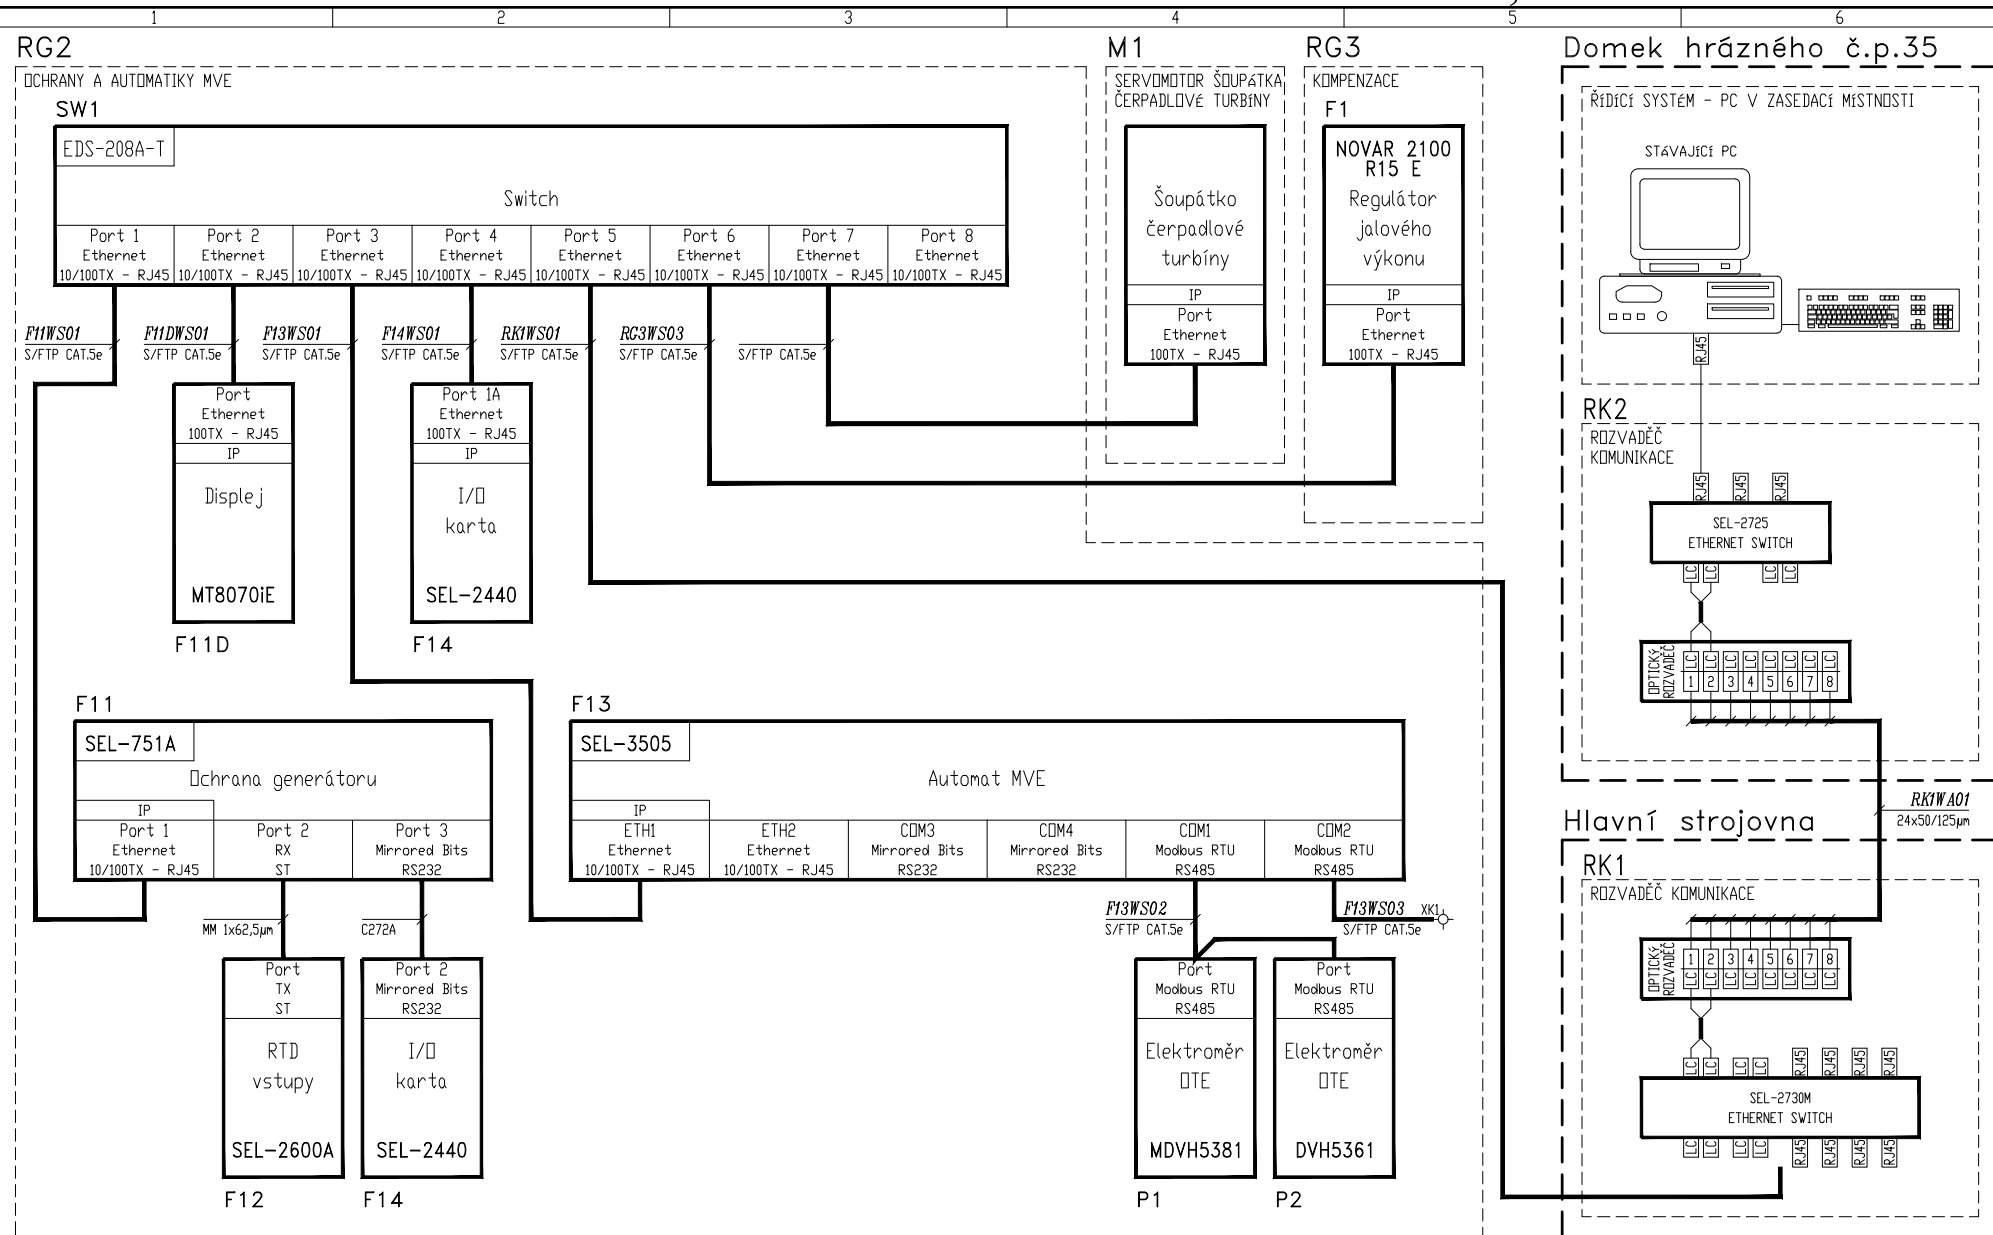 1 2 3 4 5 6
RG2
OCHRANY A AUTOMATIKY MVE
SW1
EDS-208A-T
Switch
Port 1
Ethernet
10/100TX - RJ45
Port 2
Ethernet
10/100TX - RJ45
Port 3
Ethernet
10/100TX - RJ45
Port 4
Ethernet
10/100TX - RJ45
Port 5
Ethernet
10/100TX - RJ45
Port 6
Ethernet
10/100TX - RJ45
Port 7
Ethernet
10/100TX - RJ45
Port 8
Ethernet
10/100TX - RJ45
F11WS01
S/FTP CAT.5e
F11DWS01
S/FTP CAT.5e
F13WS01
S/FTP CAT.5e
F14WS01
S/FTP CAT.5e
RK1WS01
S/FTP CAT.5e
RG3WS03
S/FTP CAT.5e
S/FTP CAT.5e
M1
SERVOMOTOR ŠOUPÁTKA
ČERPADLOVÉ TURBÍNY
Šoupátko
čerpadlové
turbíny
IP
Port
Ethernet
100TX - RJ45
RG3
KOMPENZACE
F1
NOVAR 2100
R15 E
Regulátor
jalového
výkonu
IP
Port
Ethernet
100TX - RJ45
Port
Ethernet
100TX - RJ45
IP
Displej
MT8070iE
F11D
Port 1A
Ethernet
100TX - RJ45
IP
I/O
karta
SEL-2440
F14
F11
SEL-751A
Ochrana generátoru
IP
Port 1
Ethernet
10/100TX - RJ45
Port 2
RX
ST
Port 3
Mirrored Bits
RS232
MM 1x62,5µm
C272A
Port
TX
ST
RTD
vstupy
SEL-2600A
F12
Port 2
Mirrored Bits
RS232
I/O
karta
SEL-2440
F14
F13
SEL-3505
Automat MVE
IP
ETH1
Ethernet
10/100TX - RJ45
ETH2
Ethernet
10/100TX - RJ45
COM3
Mirrored Bits
RS232
COM4
Mirrored Bits
RS232
COM1
Modbus RTU
RS485
COM2
Modbus RTU
RS485
F13WS02
S/FTP CAT.5e
F13WS03
S/FTP CAT.5e
XK1
Port
Modbus RTU
RS485
Elektroměr
OTE
MDVH5381
P1
Port
Modbus RTU
RS485
Elektroměr
OTE
DVH5361
P2
Domek hrázného č.p.35
ŘÍDÍCÍ SYSTÉM - PC V ZASEDACÍ MÍSTNOSTI
STÁVAJÍCÍ PC
RJ45
RK2
ROZVADĚČ
KOMUNIKACE
RJ45 RJ45 RJ45
SEL-2725
ETHERNET SWITCH
LC LC LC LC
OPTICKÝ
ROZVADĚČ
LC LC LC LC LC LC LC LC
1 2 3 4 5 6 7 8
RK1WA01
24x50/125µm
Hlavní strojovna
RK1
ROZVADĚČ KOMUNIKACE
OPTICKÝ
ROZVADĚČ
1 2 3 4 5 6 7 8
LC LC LC LC LC LC LC LC
LC LC LC LC RJ45 RJ45 RJ45 RJ45
SEL-2730M
ETHERNET SWITCH
LC LC LC LC RJ45 RJ45 RJ45 RJ45